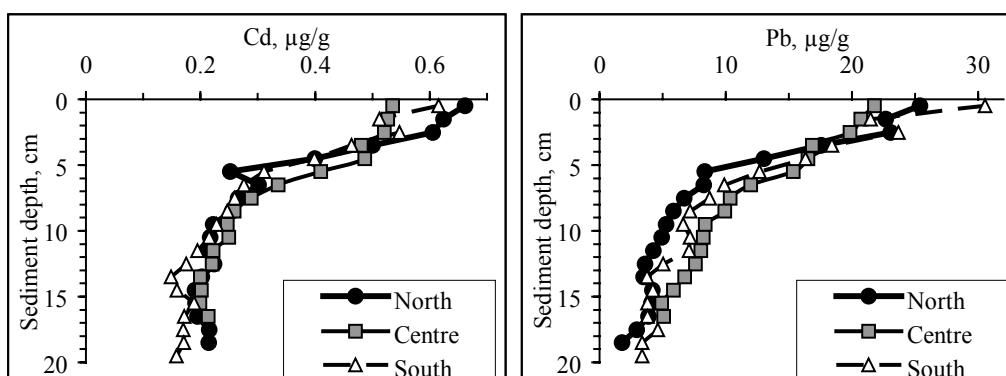 Cd, µg/g
0 0.2 0.4 0.6
0
5
10
15
20
Sediment depth, cm
North
Centre
South
Pb, µg/g
0 10 20 30
0
5
10
15
20
Sediment depth, cm
North
Centre
South